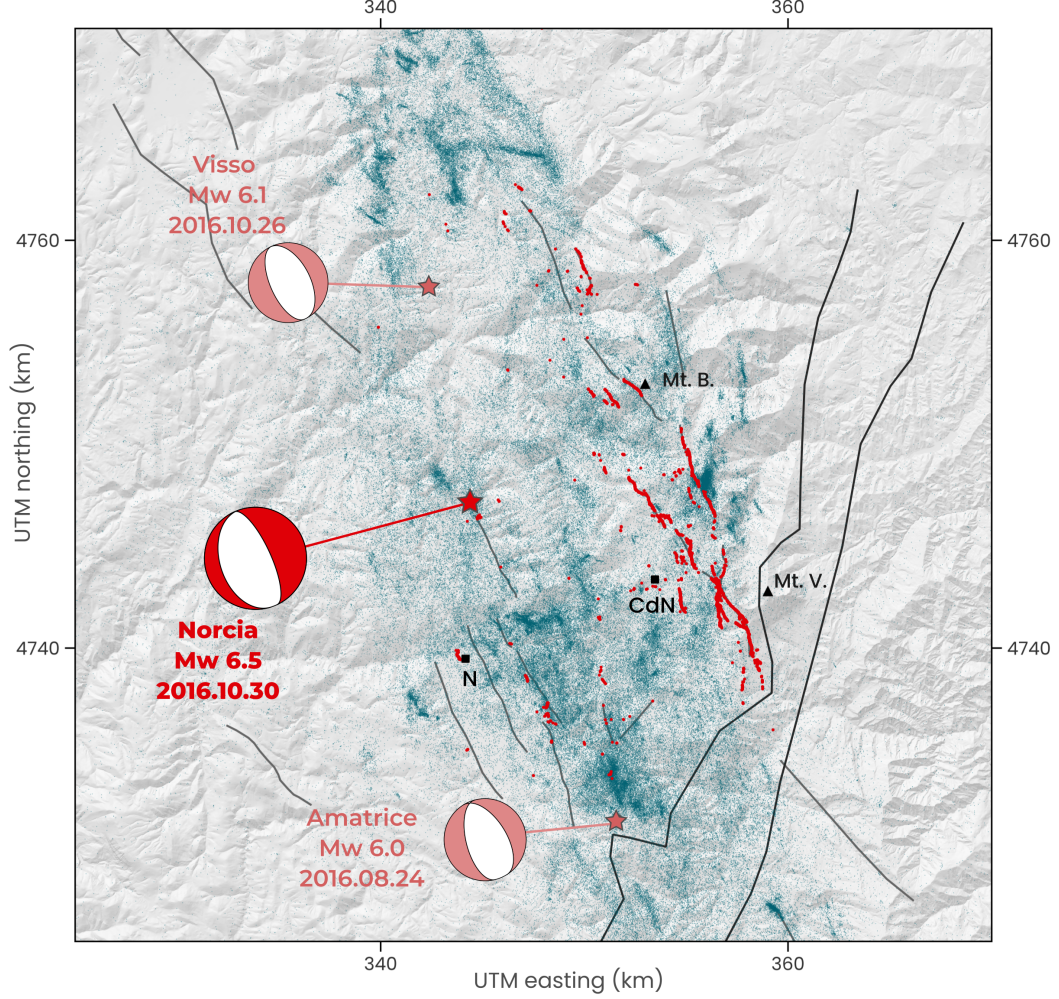 340
360
Visso
Mw 6.1
2016.10.26
4760
4760
Mt. B.
UTM northing (km)
Mt. V.
CdN
Norcia
Mw 6.5
2016.10.30
N
4740
4740
Amatrice
Mw 6.0
2016.08.24
340
360
UTM easting (km)